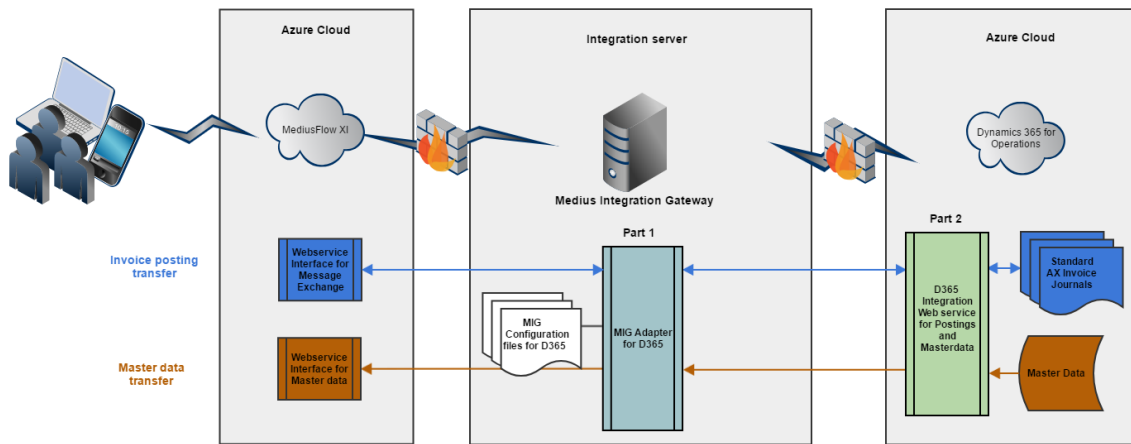 Azure Cloud
Integration server
Azure Cloud
MediusFlow XI
Dynamics 365 for
Operations
Medius Integration Gateway
Part 1
Part 2
Invoice posting
transfer
Webservice
Interface for
Message
Exchange
Standard
AX Invoice
Journals
MIG
Configuration
files for D365
MIG Adapter
for D365
D365
Integration
Web service
for Postings
and
Masterdata
Master data
transfer
Webservice
Interface for
Master data
Master Data